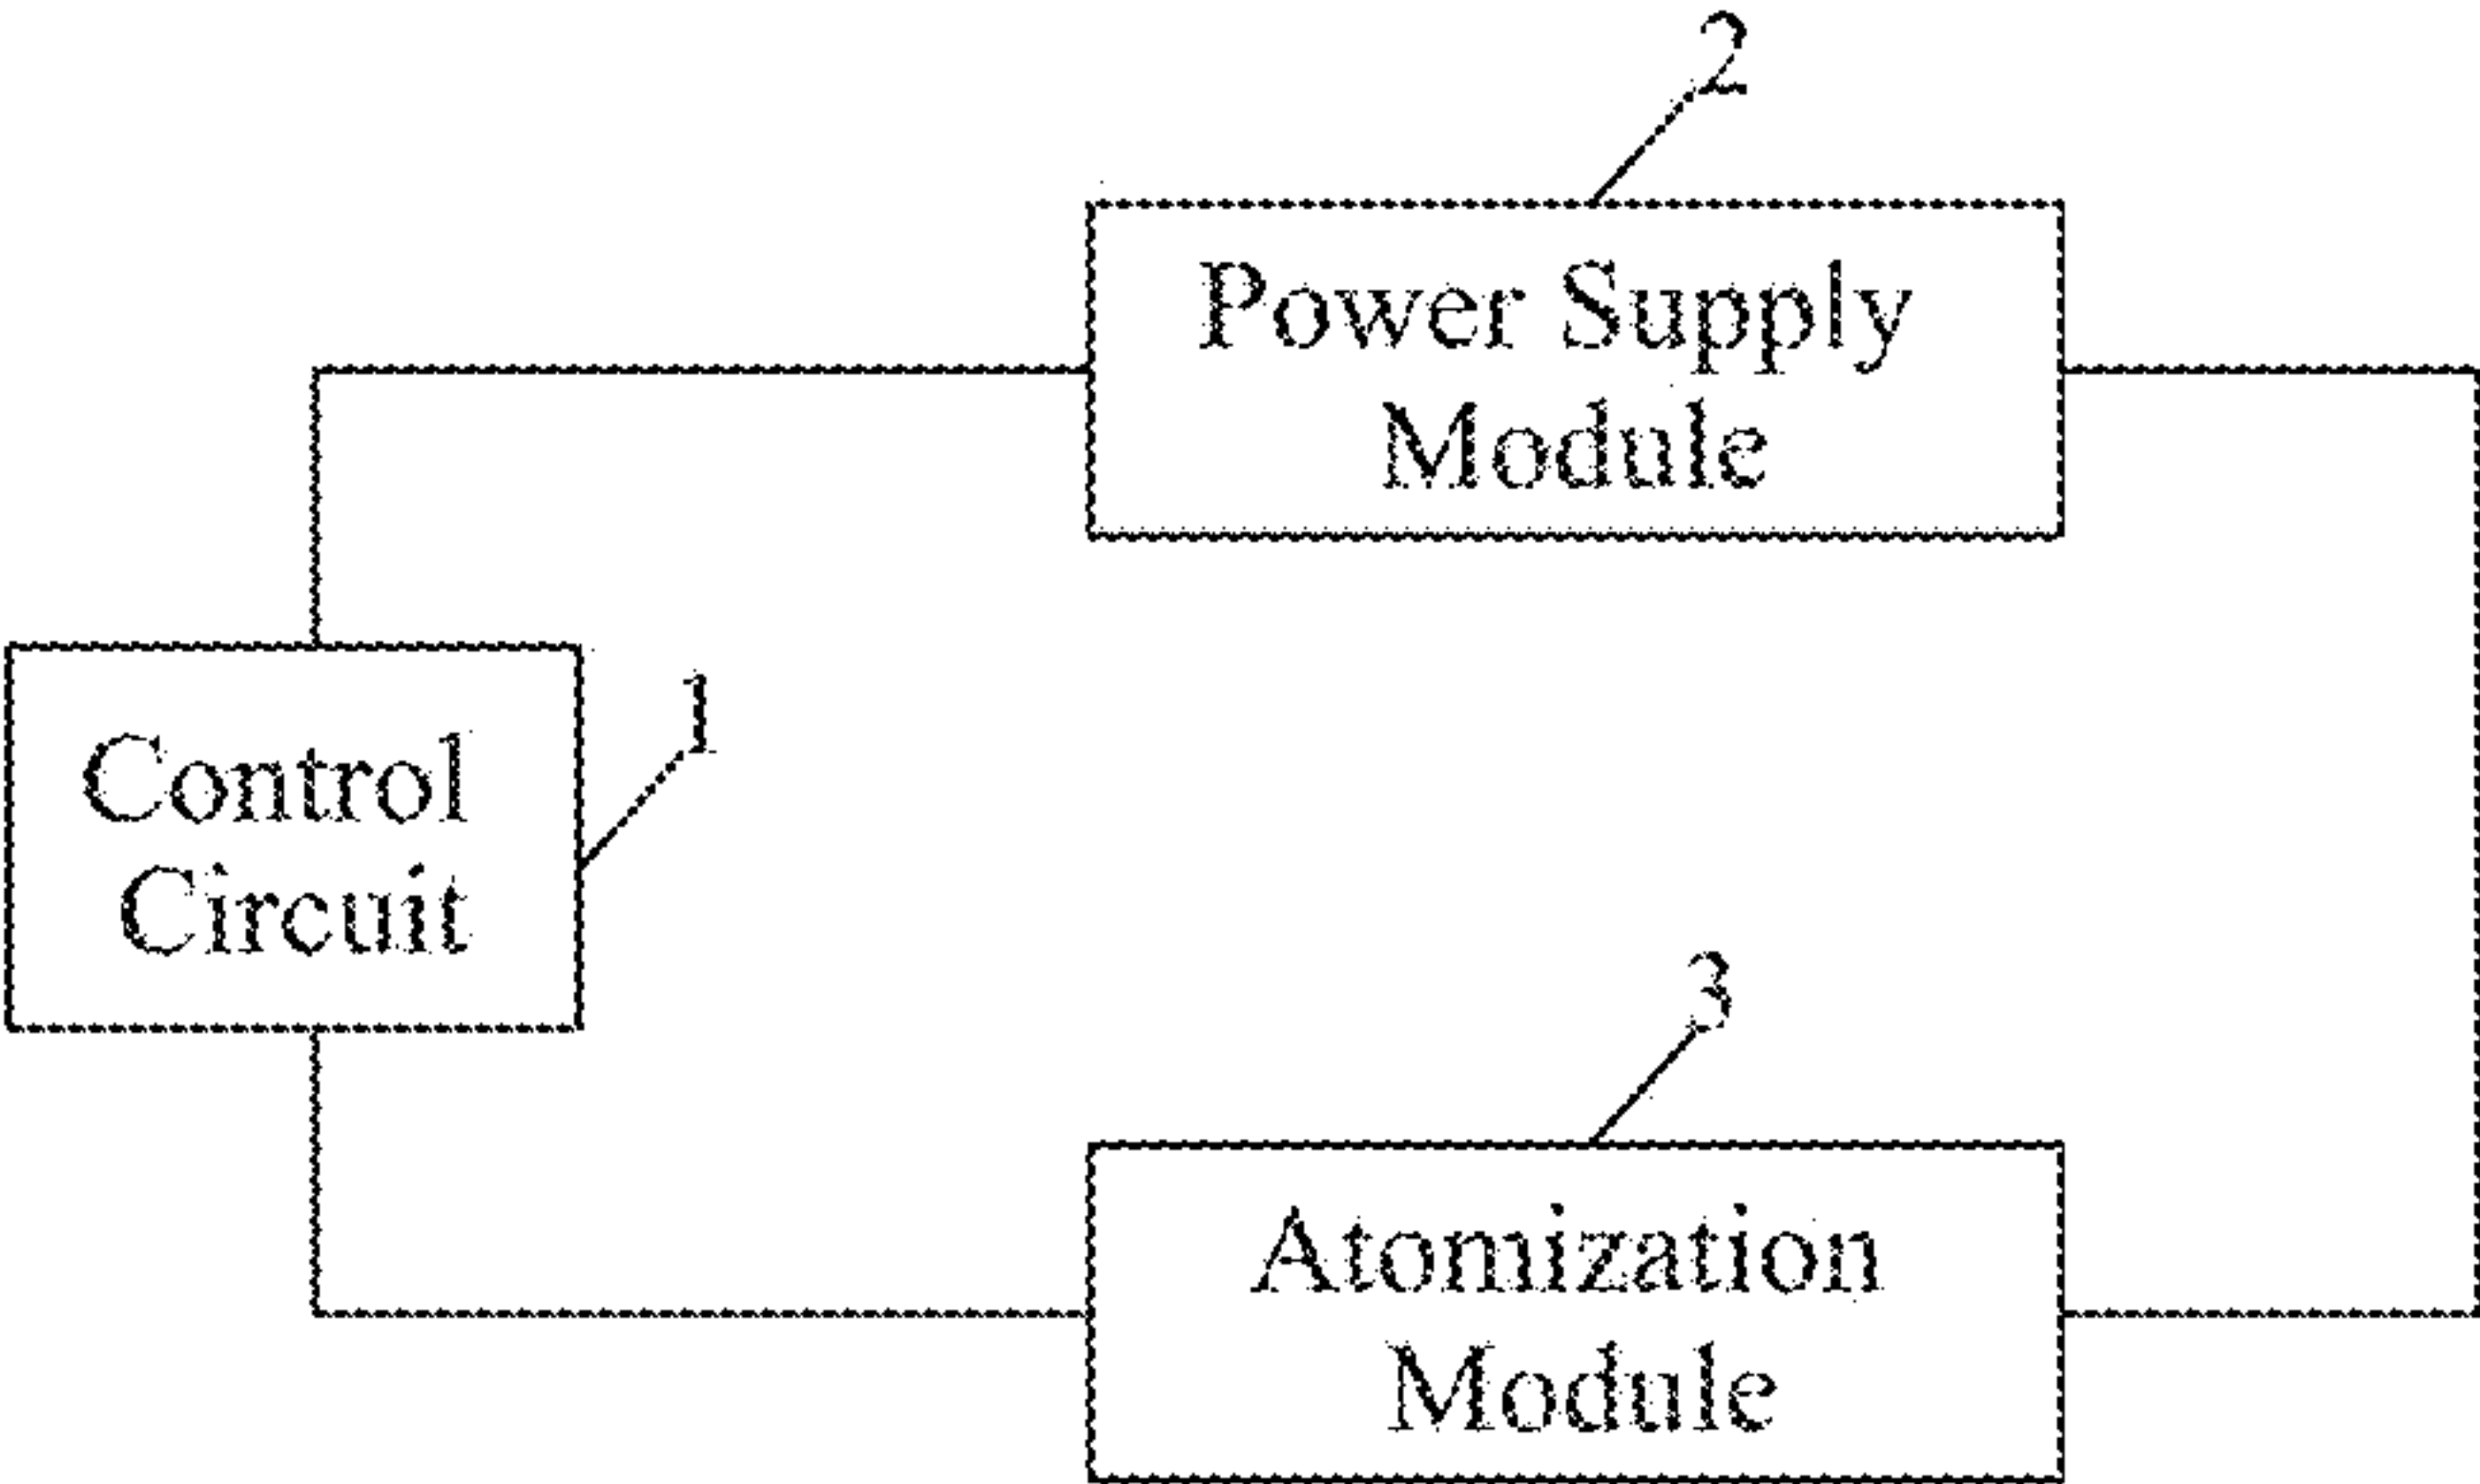 2
Power Supply
Module
1
Control
Circuit
3
Atomization
Module